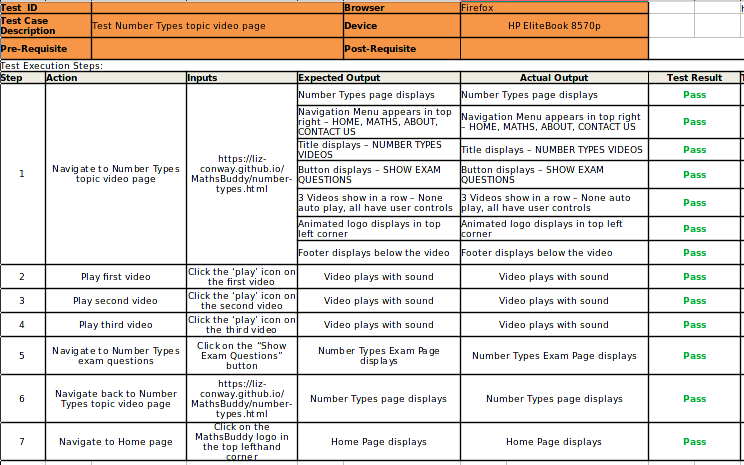 Test ID
Browser
Firefox
Test Case
Description
Test Number Types topic video page
Device
HP EliteBook 8570p
Pre-Requisite
Post-Requisite
Test Execution Steps:
Step
Action
Inputs
Expected Output
Actual Output
Test Result
1
Navigate to Number Types
topic video page
https://liz-
conway.github.io/
MathsBuddy/number-
types.html
Number Types page displays
Number Types page displays
Pass
Navigation Menu appears in top
right – HOME, MATHS, ABOUT,
CONTACT US
Navigation Menu appears in top right
– HOME, MATHS, ABOUT, CONTACT US
Pass
Title displays – NUMBER TYPES
VIDEOS
Title displays – NUMBER TYPES VIDEOS
Pass
Button displays – SHOW EXAM
QUESTIONS
Button displays – SHOW EXAM
QUESTIONS
Pass
3 Videos show in a row – None
auto play, all have user controls
3 Videos show in a row – None auto
play, all have user controls
Pass
Animated logo displays in top
left corner
Animated logo displays in top left
corner
Pass
Footer displays below the video
Footer displays below the video
Pass
2
Play first video
Click the ‘play’ icon on
the first video
Video plays with sound
Video plays with sound
Pass
3
Play second video
Click the ‘play’ icon on
the second video
Video plays with sound
Video plays with sound
Pass
4
Play third video
Click the ‘play’ icon on
the third video
Video plays with sound
Video plays with sound
Pass
5
Navigate to Number Types
exam questions
Click on the “Show
Exam Questions”
button
Number Types Exam Page
displays
Number Types Exam Page displays
Pass
6
Navigate back to Number
Types topic video page
https://liz-
conway.github.io/
MathsBuddy/number-
types.html
Number Types page displays
Number Types page displays
Pass
7
Navigate to Home page
Click on the
MathsBuddy logo in
the top lefthand
corner
Home Page displays
Home Page displays
Pass